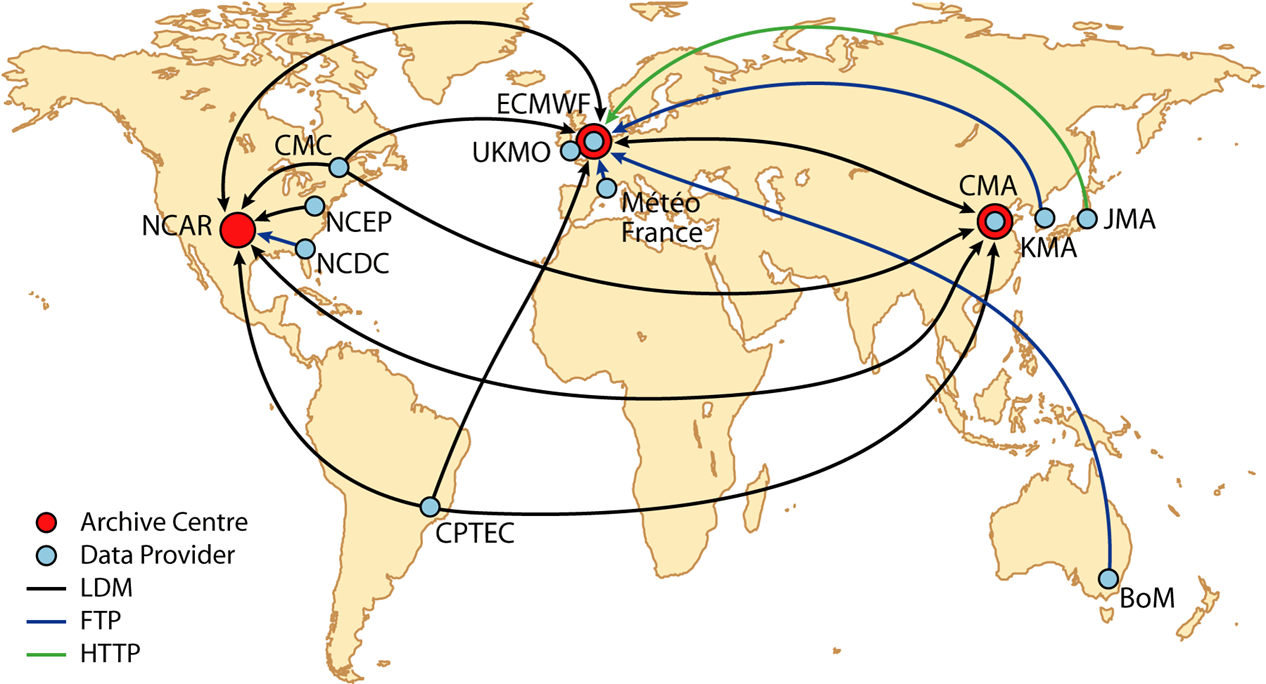 ECMWF
CMC
UKMO
CMA
Météo
France
NCAR
NCEP
JMA
KMA
NCDC
CPTEC
BoM
Archive Centre
Data Provider
LDM
FTP
HTTP